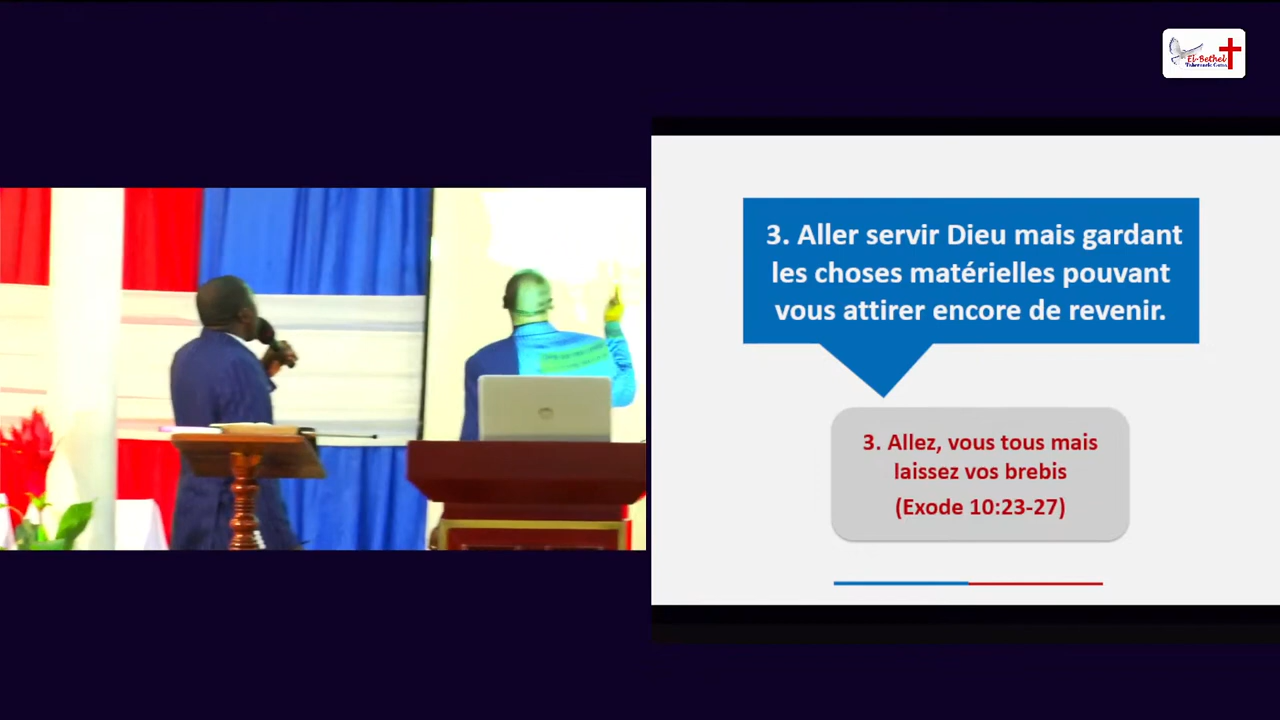 El-Bethel
3. Aller servir Dieu mais gardant
les choses matérielles pouvant
vous attirer encore de revenir.
3. Allez, vous tous mais
laissez vos brebis
(Exode 10:23-27)